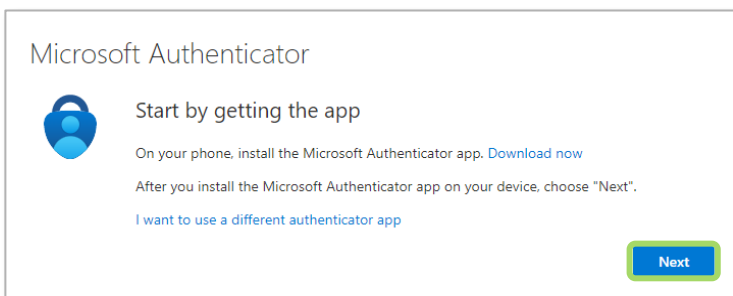 Microsoft Authenticator
Start by getting the app
On your phone, install the Microsoft Authenticator app. Download now
After you install the Microsoft Authenticator app on your device, choose "Next".
I want to use a different authenticator app
Next